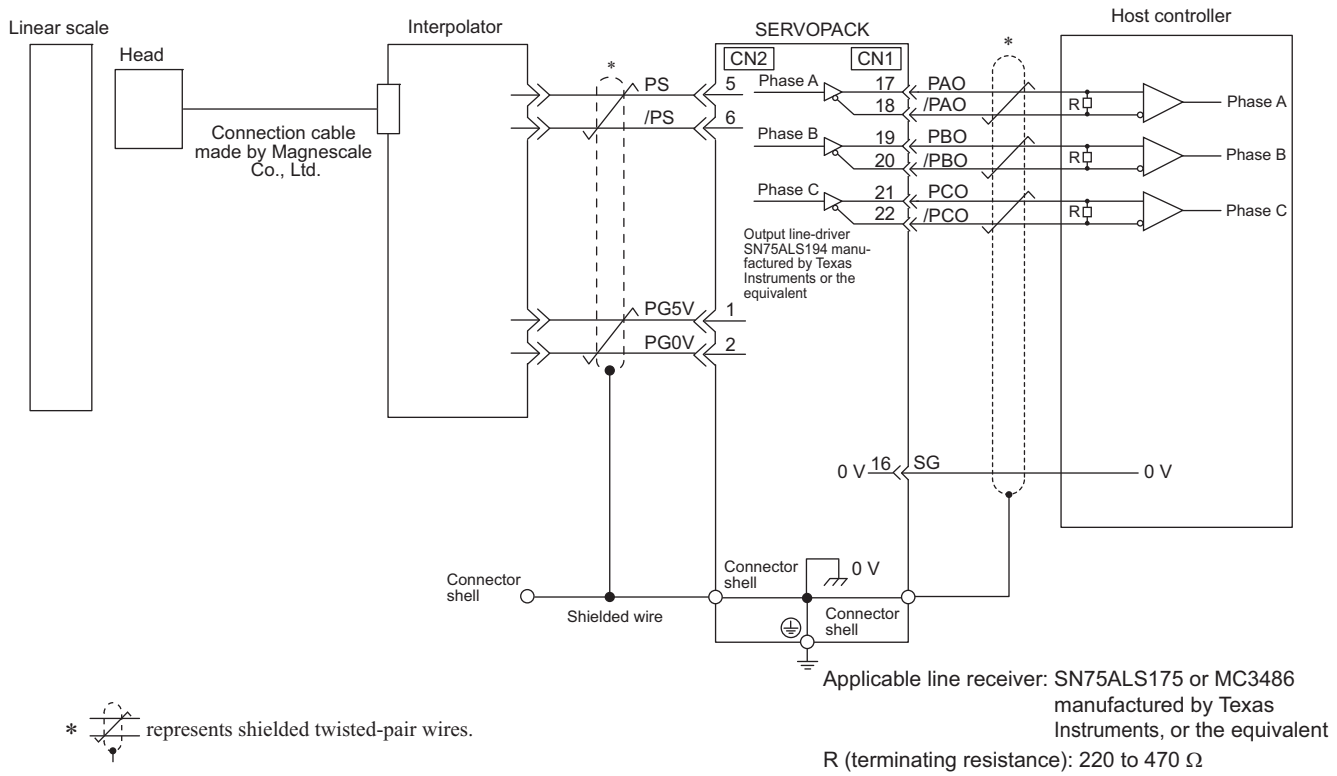 Linear scale
Head
Interpolator
SERVOPACK
Host controller
Connection cable
made by Magnescale
Co., Ltd.
*
*
CN2
CN1
PS
5
/PS
6
Phase A
17
PAO
18
/PAO
R
Phase A
Phase B
19
PBO
20
/PBO
R
Phase B
Phase C
21
PCO
22
/PCO
R
Phase C
Output line-driver
SN75ALS194 manu-
factured by Texas
Instruments or the
equivalent
PG5V
1
PG0V
2
0 V
16
SG
0 V
Connector
shell
Shielded wire
Connector
shell
0 V
Connector
shell
Applicable line receiver: SN75ALS175 or MC3486
manufactured by Texas
Instruments, or the equivalent
R (terminating resistance): 220 to 470 Ω
* represents shielded twisted-pair wires.